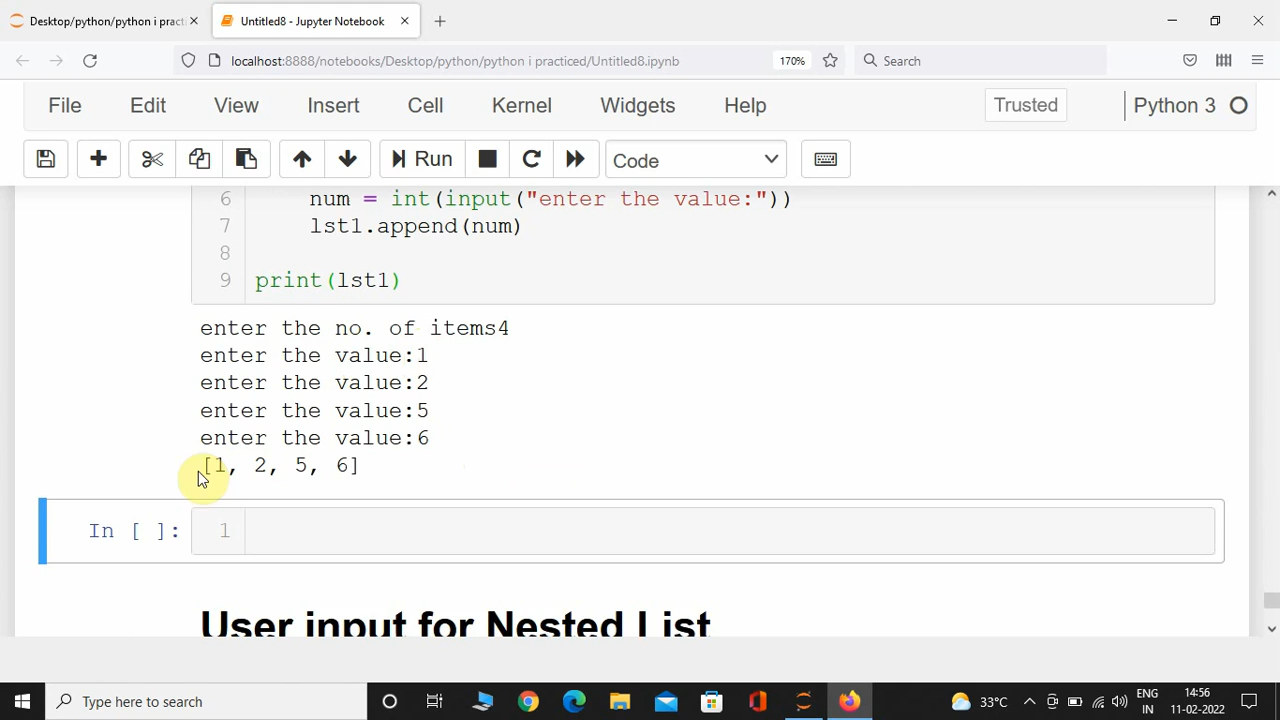 Desktop/python/python i practi
Untitled8 - Jupyter Notebook
localhost:8888/notebooks/Desktop/python/python i practiced/Untitled8.ipynb
170%
Search
File Edit View Insert Cell Kernel Widgets Help
Trusted
Python 3
Run
Code
6 num = int(input("enter the value:"))
7 lst1.append(num)
8
9 print(lst1)
enter the no. of items4
enter the value:1
enter the value:2
enter the value:5
enter the value:6
[1, 2, 5, 6]
In [ ]: 1
User input for Nested List
Type here to search
33°C
ENG
IN
14:56
11-02-2022